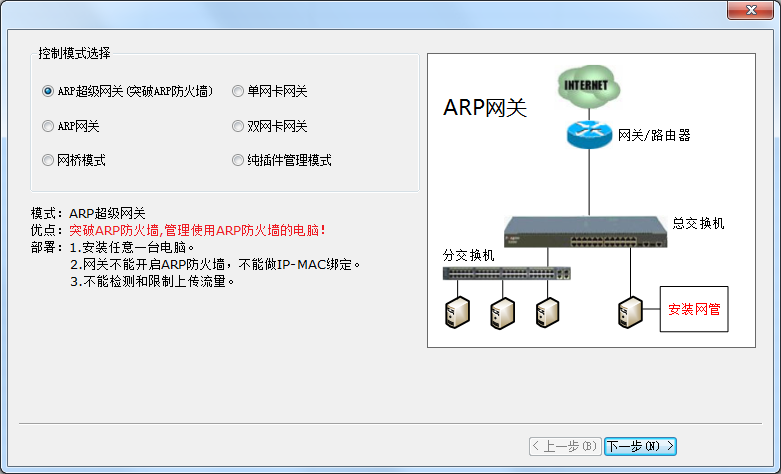 控制模式选择
ARP超级网关(突破ARP防火墙)
单网卡网关
ARP网关
双网卡网关
网桥模式
纯插件管理模式
模式：ARP超级网关
优点：突破ARP防火墙,管理使用ARP防火墙的电脑！
部署：1.安装任意一台电脑。
2.网关不能开启ARP防火墙，不能做IP-MAC绑定。
3.不能检测和限制上传流量。
ARP网关
INTERNET
网关/路由器
总交换机
分交换机
安装网管
< 上一步(B)
下一步(N) >